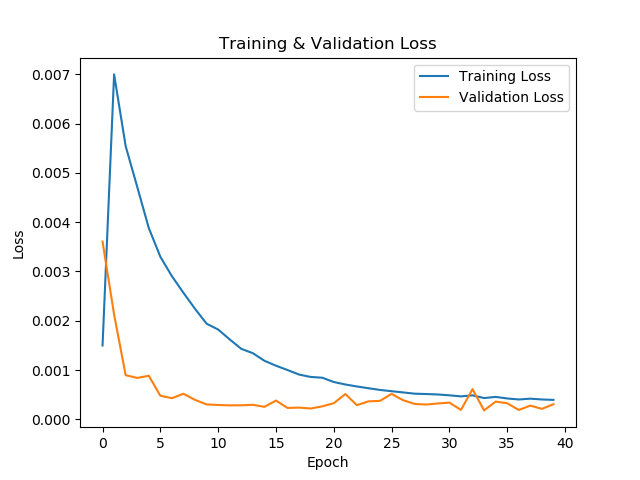 Training & Validation Loss
Training Loss
Validation Loss
0.007
0.006
0.005
0.004
0.003
0.002
0.001
0.000
Loss
0 5 10 15 20 25 30 35 40
Epoch